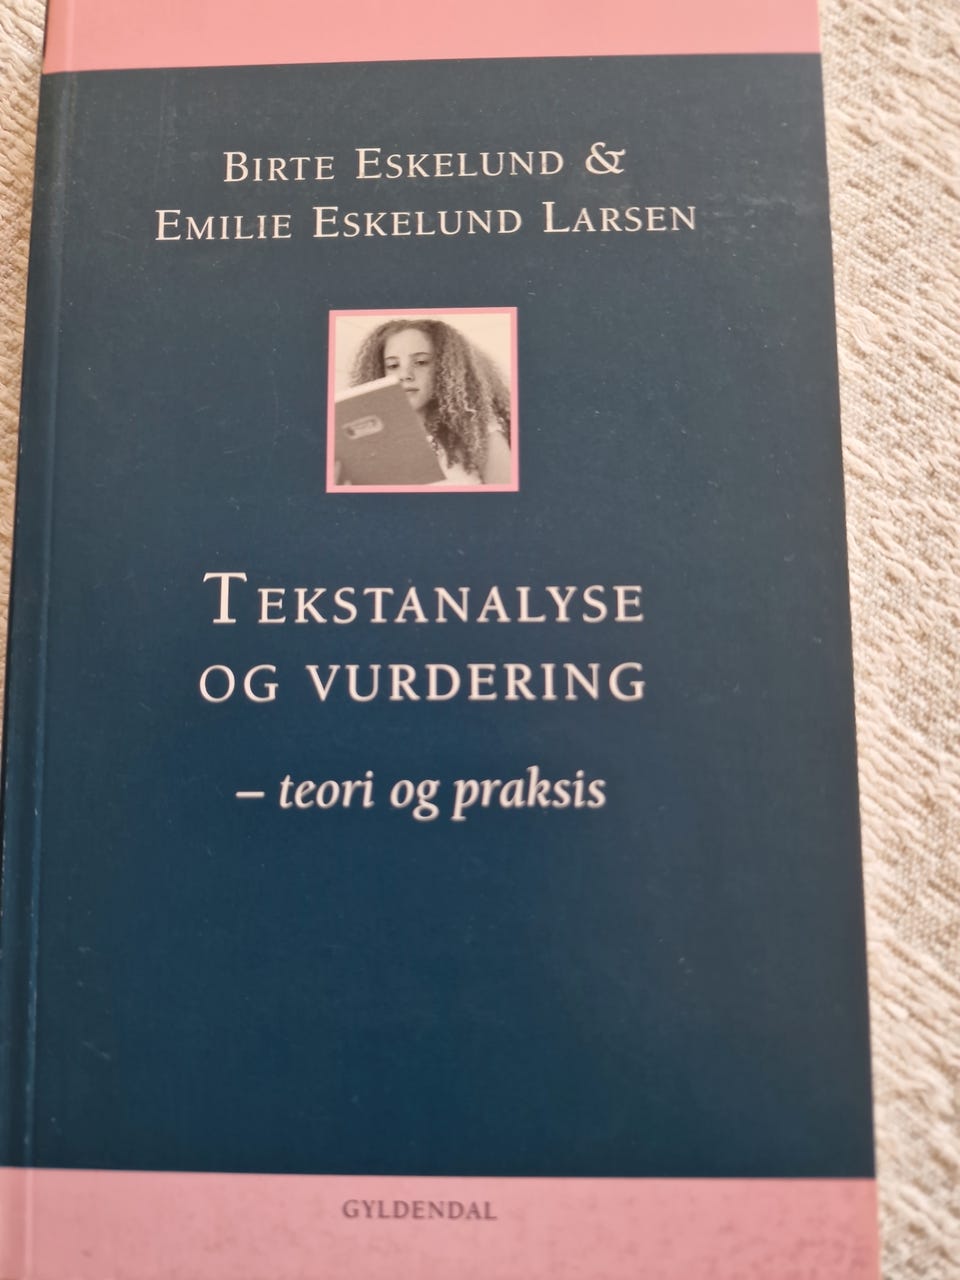 BIRTE ESKELUND &
EMILIE ESKELUND LARSEN
TEKSTANALYSE
OG VURDERING
– teori og praksis
GYLDENDAL